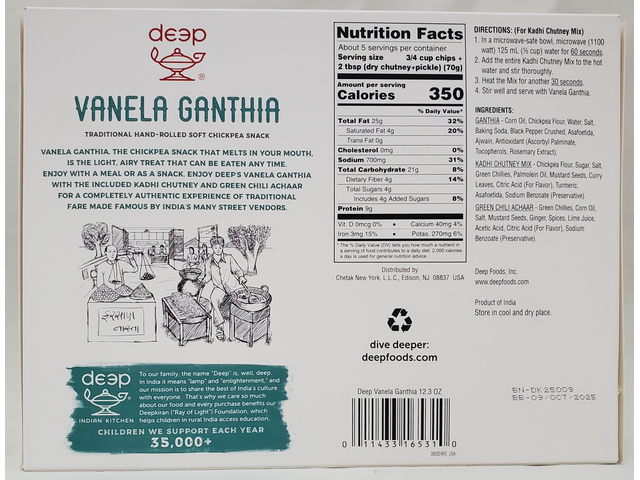 deep
®
VANELA GANTHIA
TRADITIONAL HAND-ROLLED SOFT CHICKPEA SNACK
VANELA GANTHIA, THE CHICKPEA SNACK THAT MELTS IN YOUR MOUTH,
IS THE LIGHT, AIRY TREAT THAT CAN BE EATEN ANY TIME.
ENJOY WITH A MEAL OR AS A SNACK. ENJOY DEEP'S VANELA GANTHIA
WITH THE INCLUDED KADHI CHUTNEY AND GREEN CHILI ACHAAR
FOR A COMPLETELY AUTHENTIC EXPERIENCE OF TRADITIONAL
FARE MADE FAMOUS BY INDIA'S MANY STREET VENDORS.
deep
®
INDIAN KITCHEN
To our family, the name "Deep" is, well, deep.
In India it means "lamp" and "enlightenment," and
our mission is to share the best of India's culture
with everyone. That's why we care so much
about our food and every purchase benefits our
Deepkiran ("Ray of Light") Foundation, which
helps children in rural India access education.
CHILDREN WE SUPPORT EACH YEAR
35,000+
Nutrition Facts
About 5 servings per container
Serving size 3/4 cup chips +
2 tbsp (dry chutney+pickle) (70g)
Amount per serving
Calories 350
% Daily Value*
Total Fat 25g 32%
Saturated Fat 4g 20%
Trans Fat 0g
Cholesterol 0mg 0%
Sodium 700mg 31%
Total Carbohydrate 21g 8%
Dietary Fiber 4g 14%
Total Sugars 4g
Includes 4g Added Sugars 8%
Protein 9g
Vit. D 0mcg 0% • Calcium 40mg 4%
Iron 3mg 15% • Potas. 270mg 6%
* The % Daily Value (DV) tells you how much a nutrient in
a serving of food contributes to a daily diet. 2,000 calories
a day is used for general nutrition advice.
Distributed by
Chetak New York, L.L.C., Edison, NJ 08837 USA
dive deeper:
deepfoods.com
Deep Vanela Ganthia 12.3 OZ
0 11433 16531 0
DIRECTIONS: (For Kadhi Chutney Mix)
1. In a microwave-safe bowl, microwave (1100
watt) 125 mL (½ cup) water for 60 seconds.
2. Add the entire Kadhi Chutney Mix to the hot
water and stir thoroughly.
3. Heat the Mix for another 30 seconds.
4. Stir well and serve with Vanela Ganthia.
INGREDIENTS:
GANTHIA - Corn Oil, Chickpea Flour, Water, Salt,
Baking Soda, Black Pepper Crushed, Asafoetida,
Ajwain, Antioxidant (Ascorbyl Palmitate,
Tocopherols, Rosemary Extract).
KADHI CHUTNEY MIX - Chickpea Flour, Sugar, Salt,
Green Chillies, Palmolein Oil, Mustard Seeds, Curry
Leaves, Citric Acid (For Flavor), Turmeric,
Asafoetida, Sodium Benzoate (Preservative).
GREEN CHILI ACHAAR - Green Chillies, Corn Oil,
Salt, Mustard Seeds, Ginger, Spices, Lime Juice,
Acetic Acid, Citric Acid (For Flavor), Sodium
Benzoate (Preservative).
Deep Foods, Inc.
www.deepfoods.com
Product of India
Store in cool and dry place.
BN-DK25003
BB-09/OCT/2025